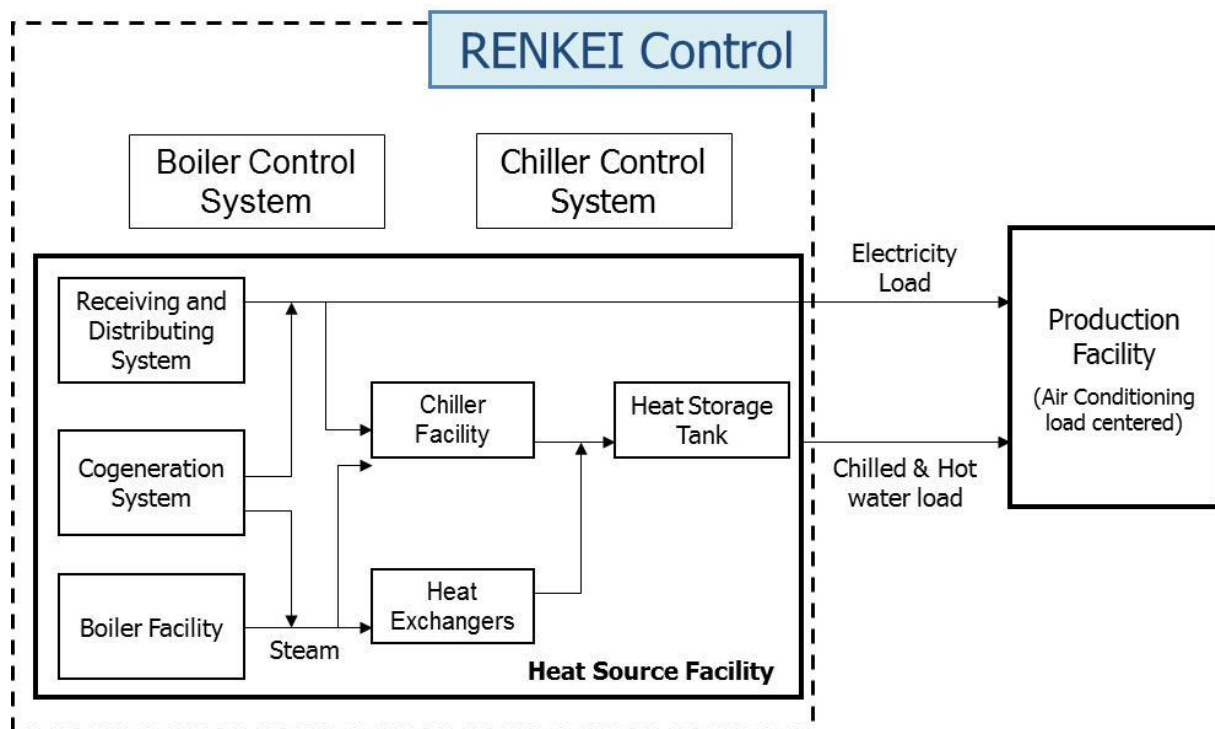 RENKEI Control
Boiler Control
System
Chiller Control
System
Receiving and
Distributing
System
Cogeneration
System
Boiler Facility
Steam
Chiller
Facility
Heat
Exchangers
Heat Storage
Tank
Heat Source Facility
Electricity
Load
Chilled & Hot
water load
Production
Facility
(Air Conditioning
load centered)